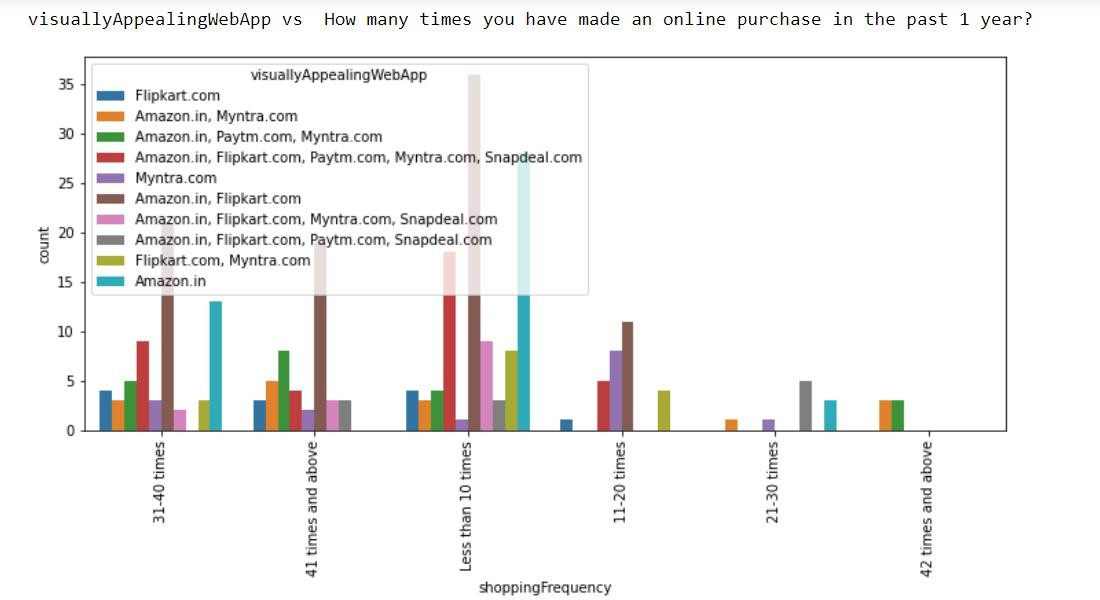 visuallyAppealingWebApp vs  How many times you have made an online purchase in the past 1 year?
visuallyAppealingWebApp
Flipkart.com
Amazon.in, Myntra.com
Amazon.in, Paytm.com, Myntra.com
Amazon.in, Flipkart.com, Paytm.com, Myntra.com, Snapdeal.com
Myntra.com
Amazon.in, Flipkart.com
Amazon.in, Flipkart.com, Myntra.com, Snapdeal.com
Amazon.in, Flipkart.com, Paytm.com, Snapdeal.com
Flipkart.com, Myntra.com
Amazon.in
35
30
25
20
15
10
5
0
count
31-40 times
41 times and above
Less than 10 times
11-20 times
21-30 times
42 times and above
shoppingFrequency